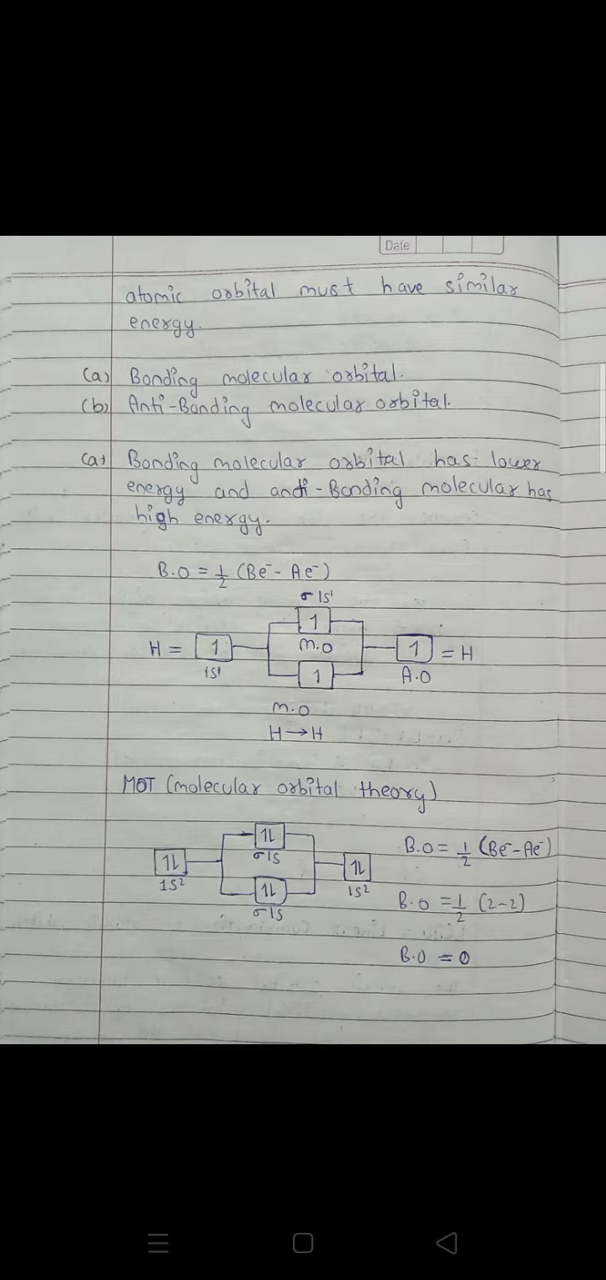 Date
atomic orbital must have similar
energy.
(a) Bonding molecular orbital.
(b) Anti-Bonding molecular orbital.
(a) Bonding molecular orbital has lower
energy and anti-Bonding molecular has
high energy.
B.O = 1/2 (Be⁻ - Ae⁻)
σ 1s¹
1
H = 1 m.o 1 = H
1s¹ 1 A.O
m.o
H→H
MOT (molecular orbital theory)
1L
σ1s
B.O = 1/2 (Be⁻-Ae⁻)
1L 1L
1s² 1s²
1L
σ1s
B.O = 1/2 (2-2)
B.O = 0